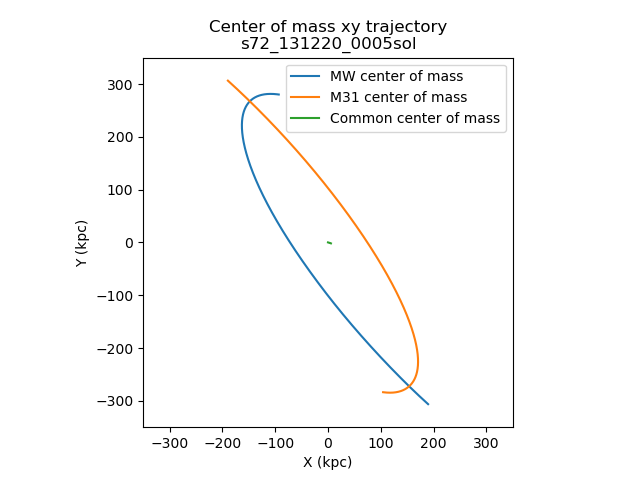 Center of mass xy trajectory
s72_131220_0005sol
MW center of mass
M31 center of mass
Common center of mass
300
200
100
0
−100
−200
−300
Y (kpc)
−300
−200
−100
0
100
200
300
X (kpc)